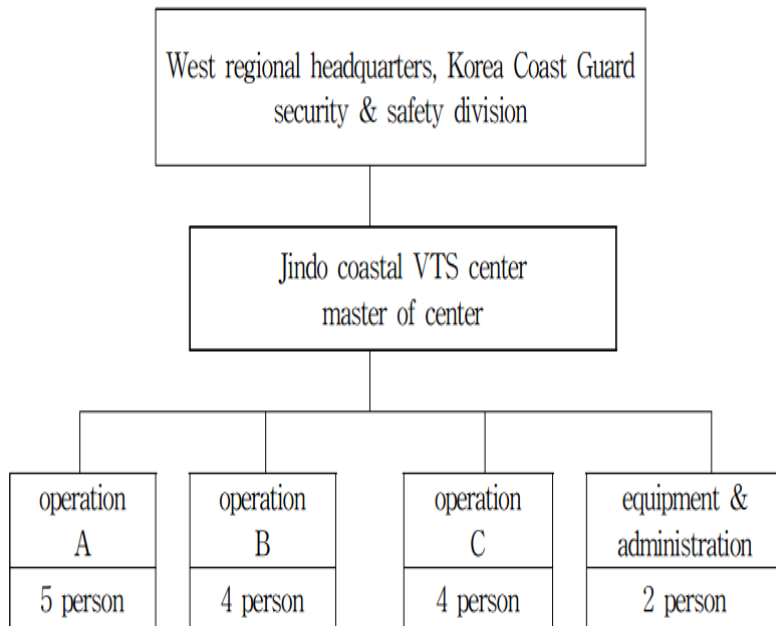 West regional headquarters, Korea Coast Guard
security & safety division
Jindo coastal VTS center
master of center
operation
A
5 person
operation
B
4 person
operation
C
4 person
equipment &
administration
2 person